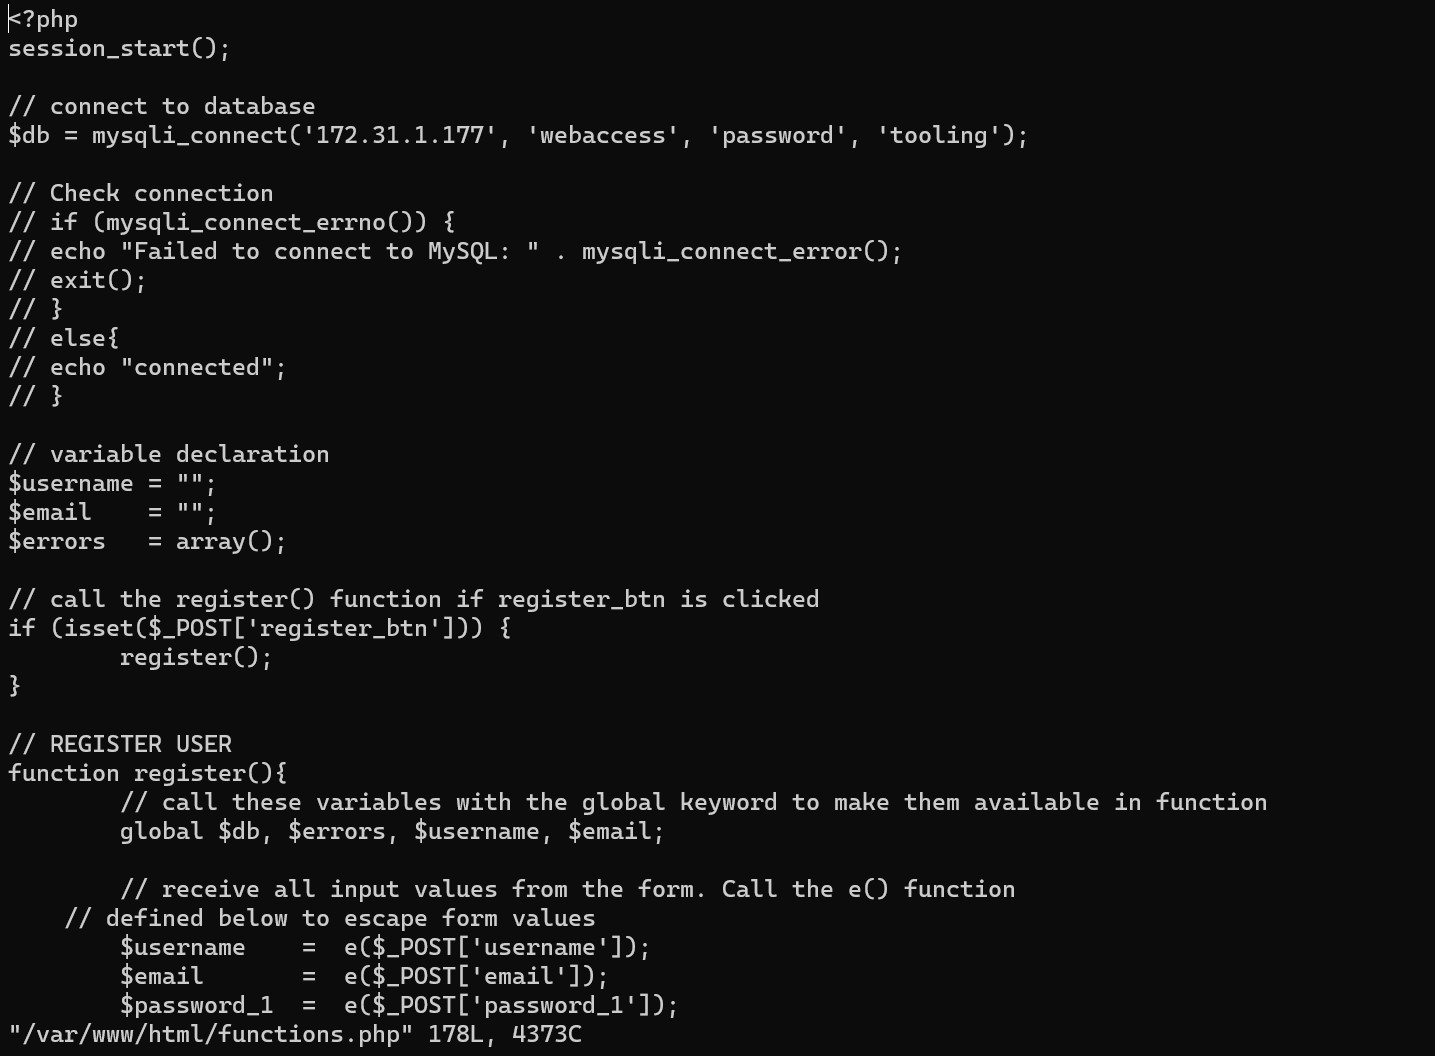 <?php
session_start();

// connect to database
$db = mysqli_connect('172.31.1.177', 'webaccess', 'password', 'tooling');

// Check connection
// if (mysqli_connect_errno()) {
// echo "Failed to connect to MySQL: " . mysqli_connect_error();
// exit();
// }
// else{
// echo "connected";
// }

// variable declaration
$username = "";
$email    = "";
$errors   = array();

// call the register() function if register_btn is clicked
if (isset($_POST['register_btn'])) {
        register();
}

// REGISTER USER
function register(){
        // call these variables with the global keyword to make them available in function
        global $db, $errors, $username, $email;

        // receive all input values from the form. Call the e() function
    // defined below to escape form values
        $username    =  e($_POST['username']);
        $email       =  e($_POST['email']);
        $password_1  =  e($_POST['password_1']);
"/var/www/html/functions.php" 178L, 4373C